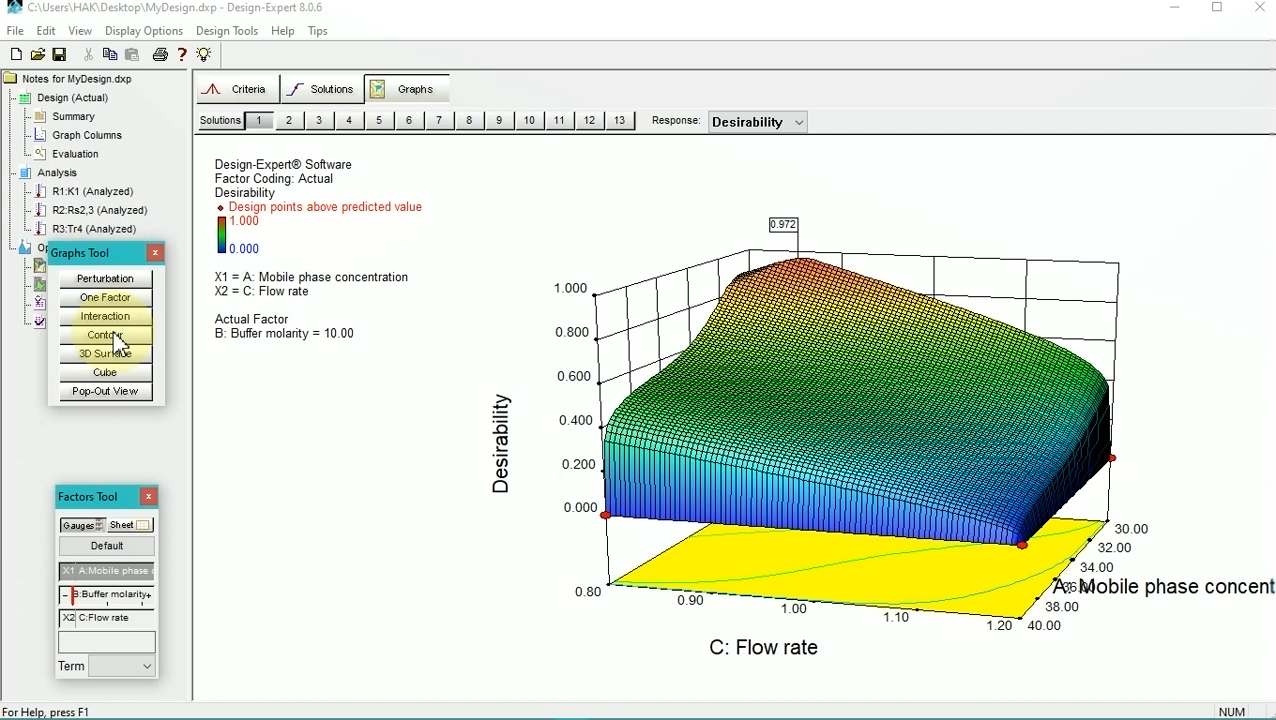 C:\Users\HAK\Desktop\MyDesign.dxp - Design-Expert 8.0.6
File Edit View Display Options Design Tools Help Tips
Notes for MyDesign.dxp
Design (Actual)
Summary
Graph Columns
Evaluation
Analysis
R1:K1 (Analyzed)
R2:Rs2,3 (Analyzed)
R3:Tr4 (Analyzed)
Graphs Tool
Perturbation
One Factor
Interaction
Contour
3D Surface
Cube
Pop-Out View
Factors Tool
Gauges Sheet
Default
X1 A:Mobile phase
B:Buffer molarity+
X2 C:Flow rate
Term
Criteria Solutions Graphs
Solutions 1 2 3 4 5 6 7 8 9 10 11 12 13 Response: Desirability
Design-Expert® Software
Factor Coding: Actual
Desirability
Design points above predicted value
1.000
0.000
X1 = A: Mobile phase concentration
X2 = C: Flow rate
Actual Factor
B: Buffer molarity = 10.00
0.972
1.000
0.800
0.600
0.400
0.200
0.000
Desirability
0.80
0.90
1.00
1.10
1.20
C: Flow rate
30.00
32.00
34.00
36.00
38.00
40.00
A: Mobile phase concent
For Help, press F1
NUM